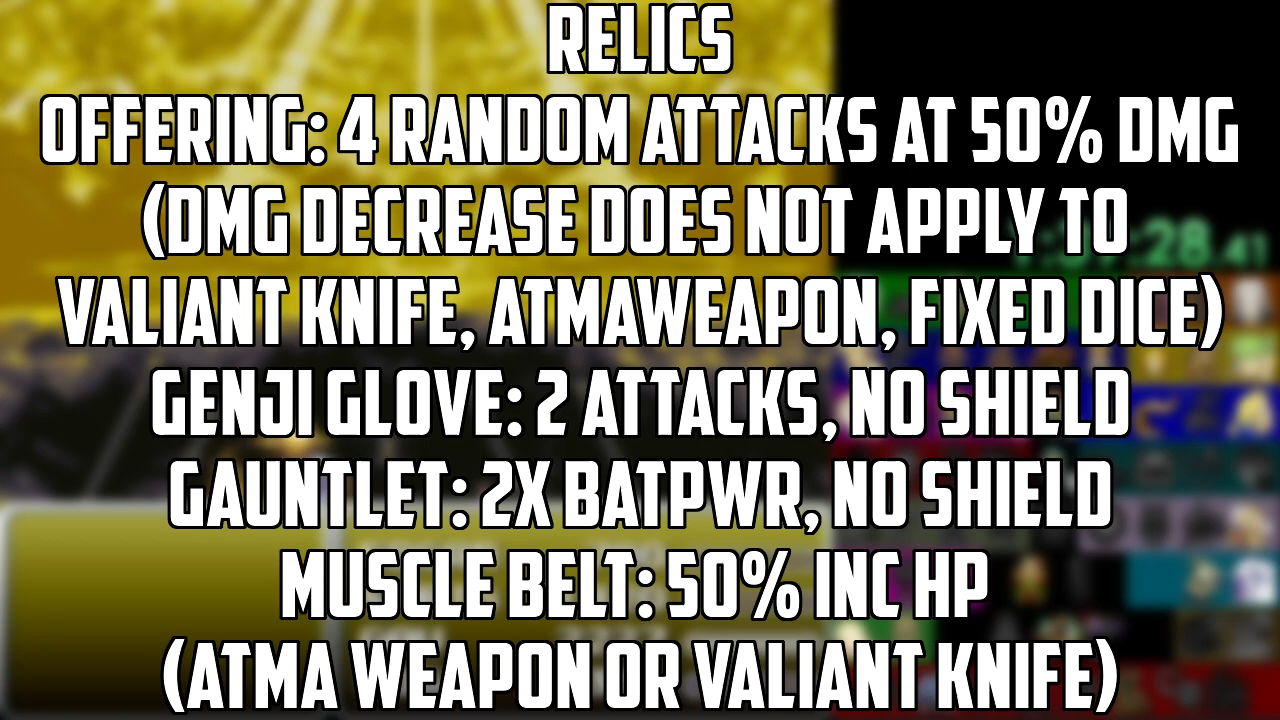 RELICS
OFFERING: 4 RANDOM ATTACKS AT 50% DMG
(DMG DECREASE DOES NOT APPLY TO
VALIANT KNIFE, ATMAWEAPON, FIXED DICE)
GENJI GLOVE: 2 ATTACKS, NO SHIELD
GAUNTLET: 2X BATPWR, NO SHIELD
MUSCLE BELT: 50% INC HP
(ATMA WEAPON OR VALIANT KNIFE)
28.41